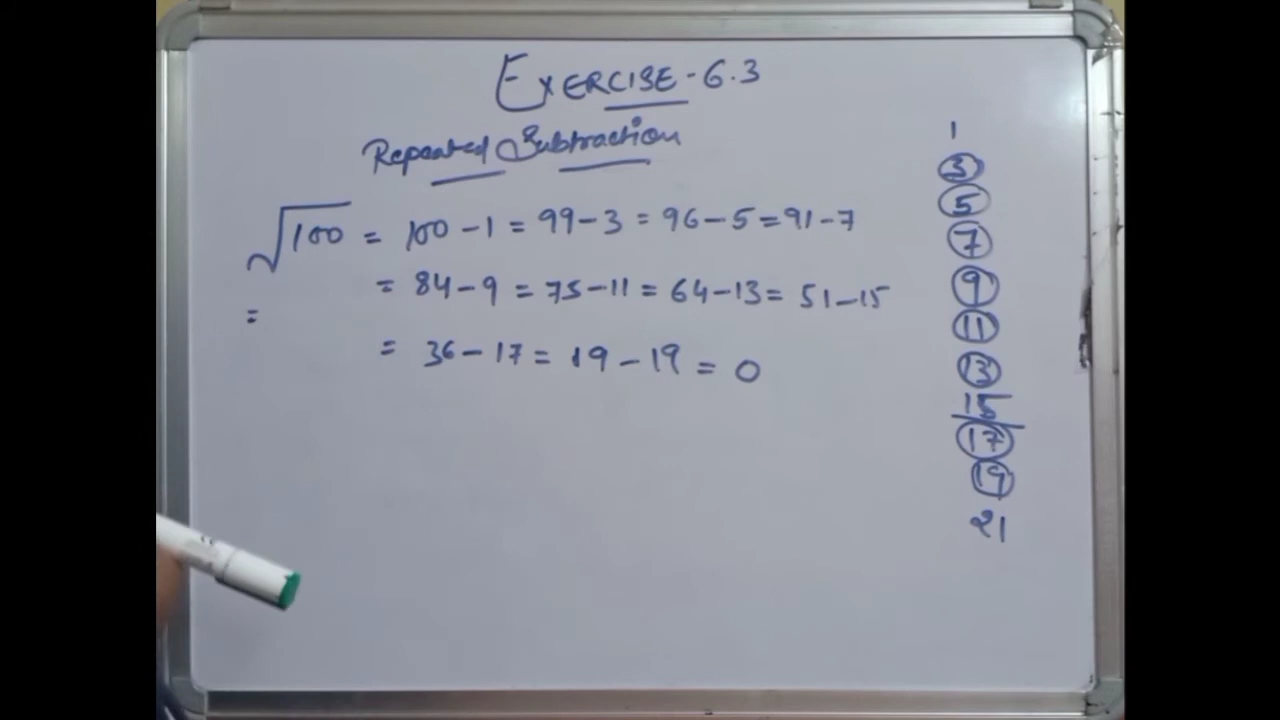 EXERCISE-6.3
Repeated Subtraction
√100 = 100-1 = 99-3 = 96-5 = 91-7
= 84-9 = 75-11 = 64-13 = 51-15
=
= 36-17 = 19-19 = 0
1
3
5
7
9
11
13
15
17
19
21